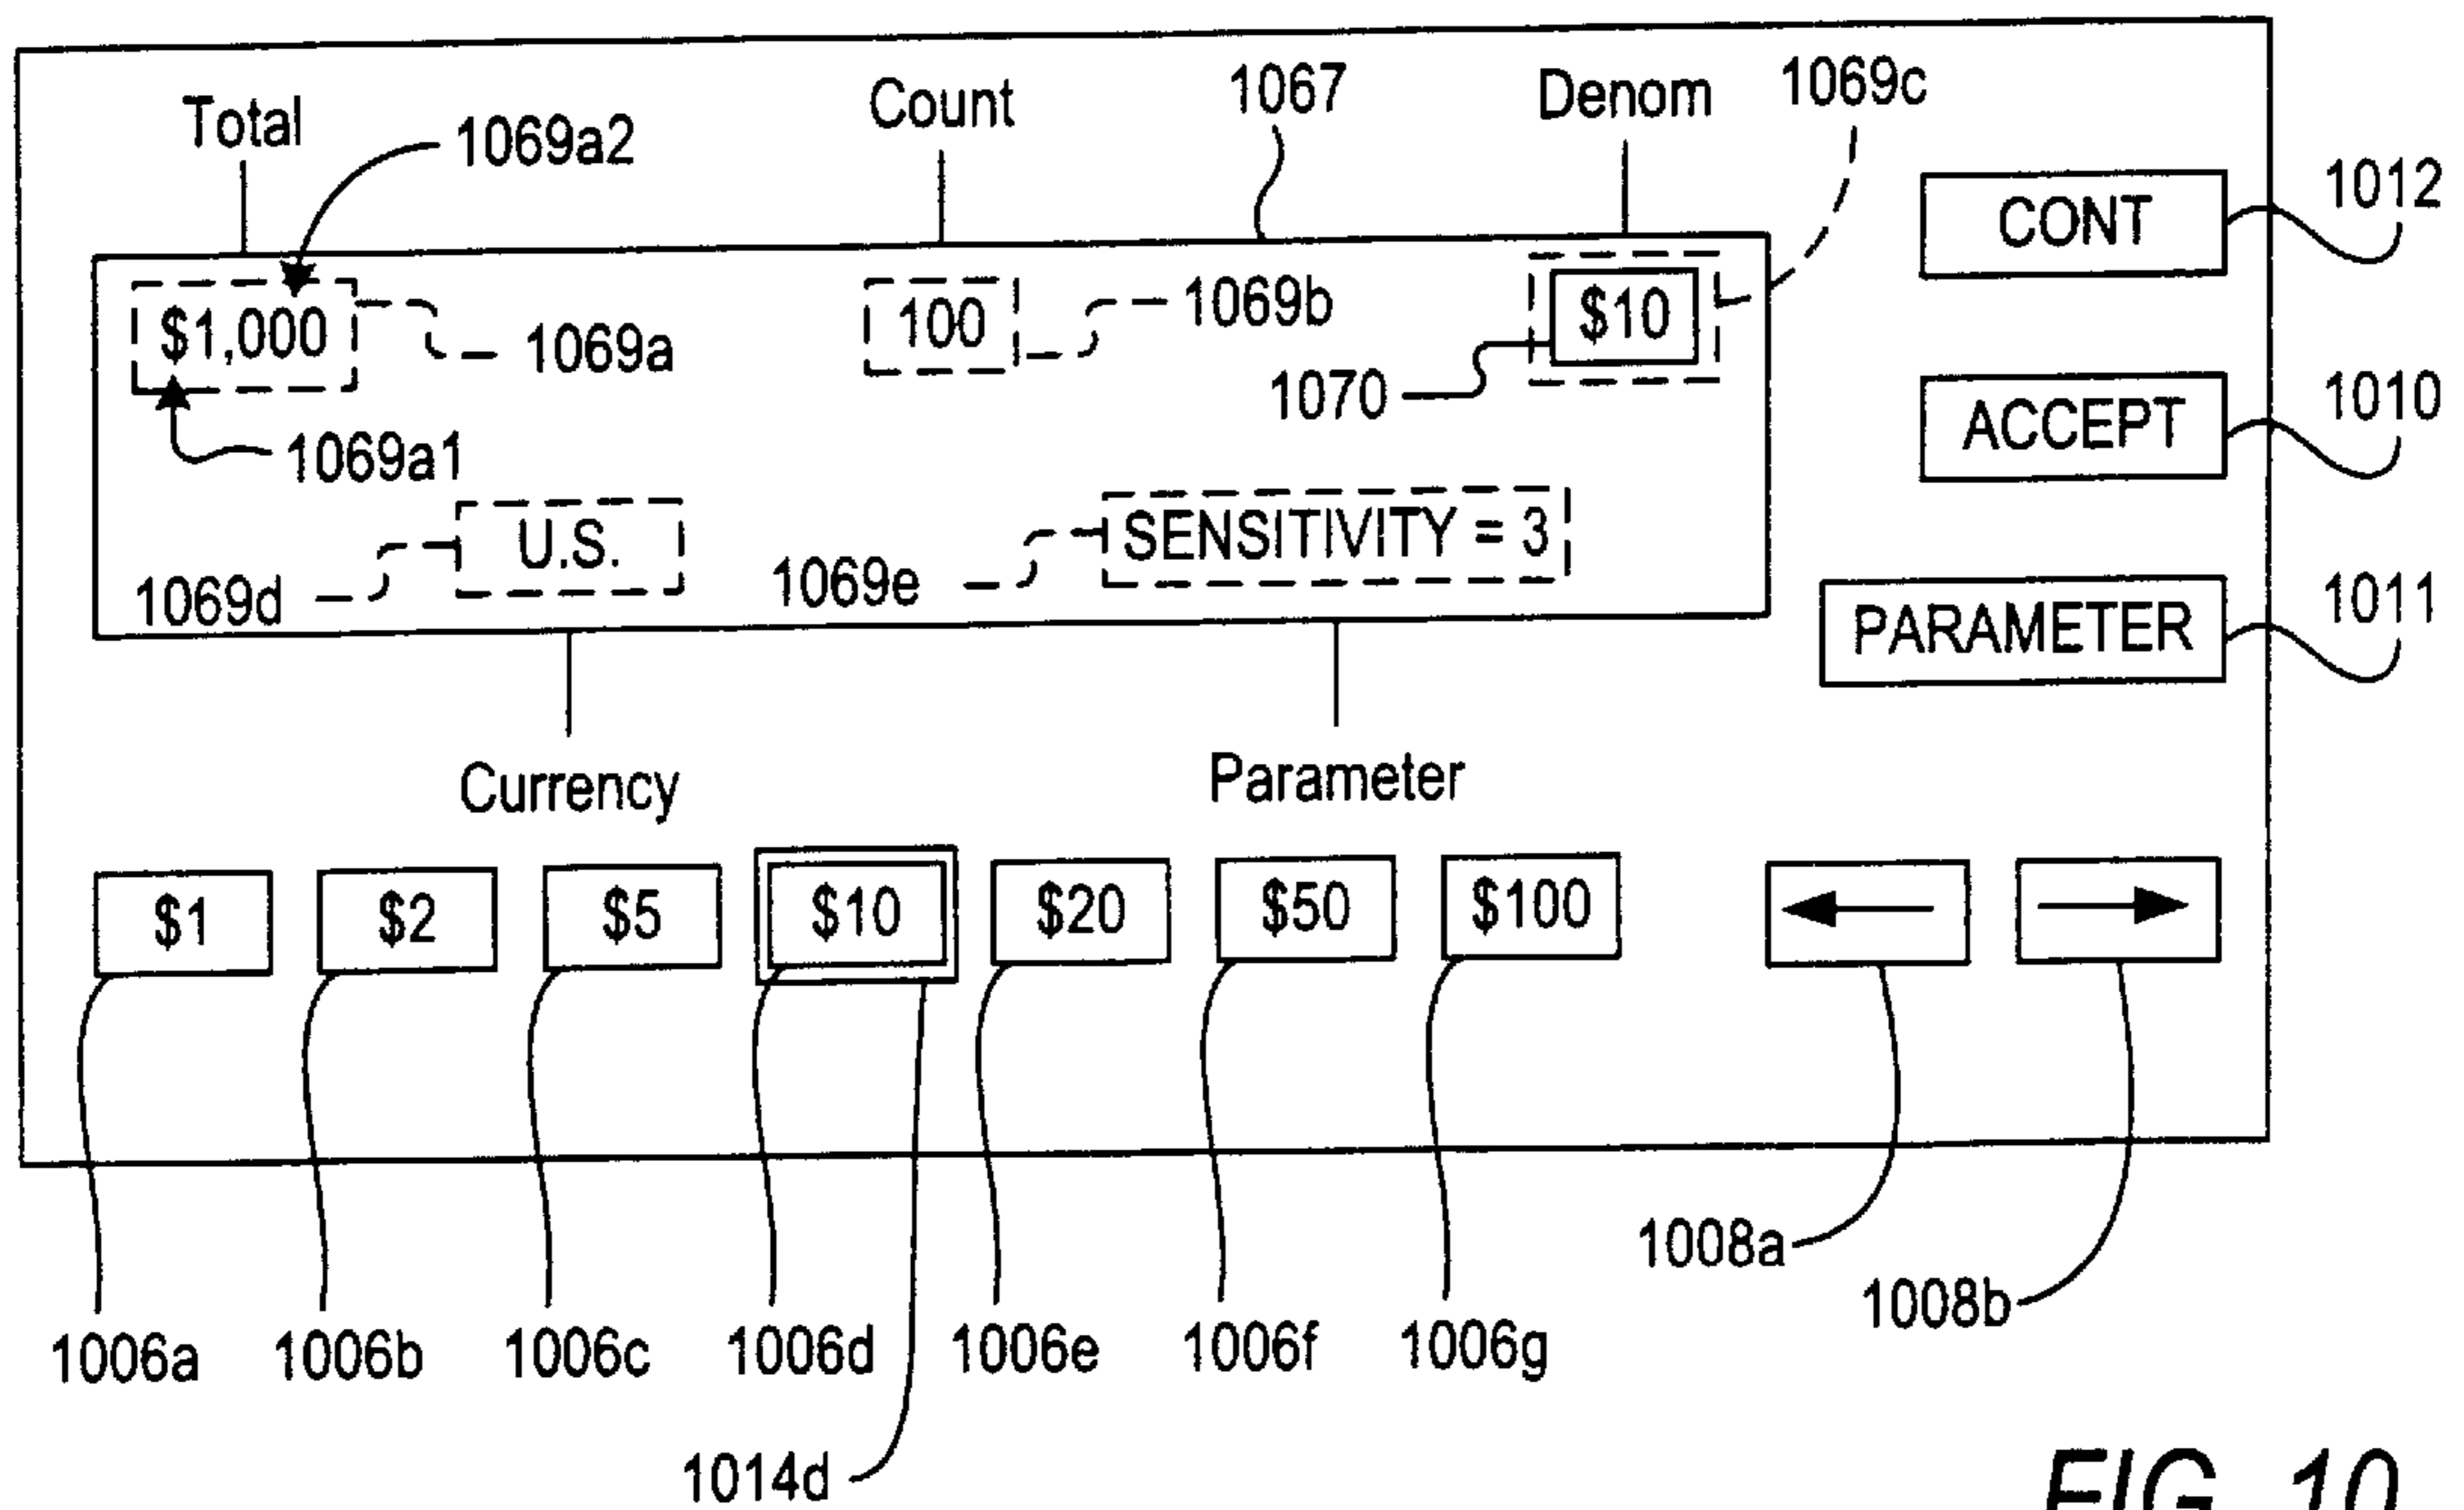 Total
1069a2
Count
1067
Denom
1069c
CONT
1012
$1,000
1069a
100
1069b
$10
1070
ACCEPT
1010
1069a1
U.S.
1069d
SENSITIVITY = 3
1069e
PARAMETER
1011
Currency
Parameter
$1
$2
$5
$10
$20
$50
$100
1008a
1008b
1006a
1006b
1006c
1006d
1006e
1006f
1006g
1014d
FIG. 10